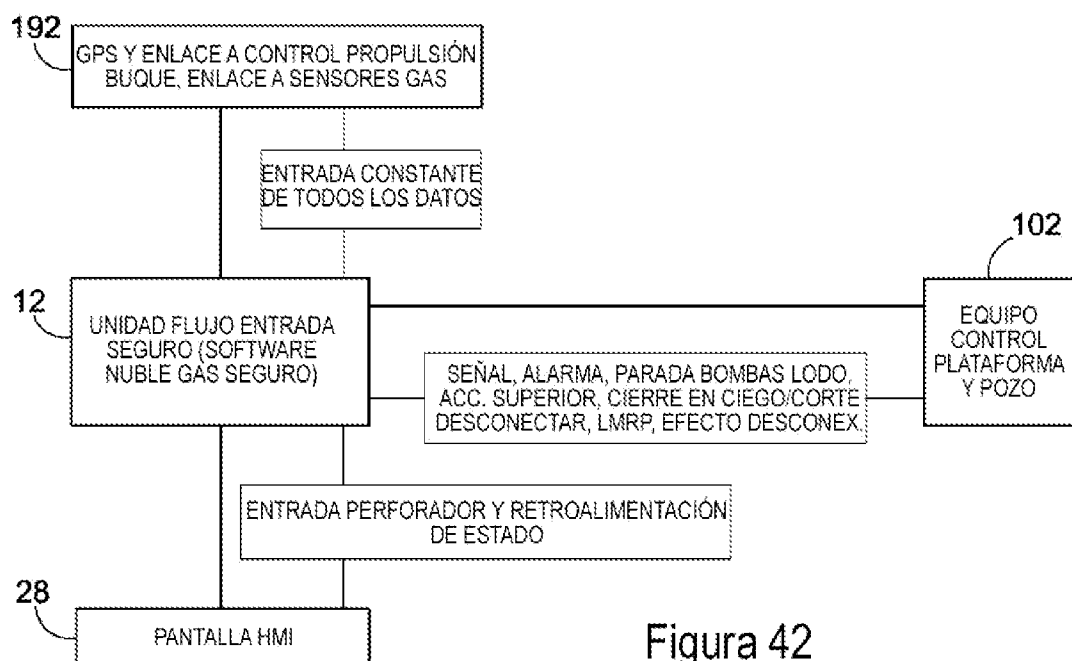 192
GPS Y ENLACE A CONTROL PROPULSIÓN
BUQUE, ENLACE A SENSORES GAS
ENTRADA CONSTANTE
DE TODOS LOS DATOS
102
12
UNIDAD FLUJO ENTRADA
SEGURO (SOFTWARE
NUBLE GAS SEGURO)
EQUIPO
CONTROL
PLATAFORMA
Y POZO
SEÑAL, ALARMA, PARADA BOMBAS LODO,
ACC. SUPERIOR, CIERRE EN CIEGO/CORTE
DESCONECTAR, LMRP, EFECTO DESCONEX.
ENTRADA PERFORADOR Y RETROALIMENTACIÓN
DE ESTADO
28
PANTALLA HMI
Figura 42